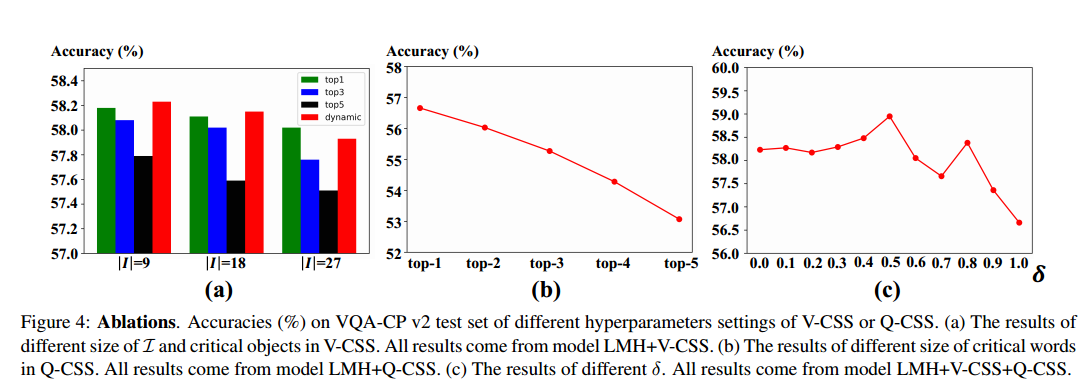 Accuracy (%)
58.4
58.2
58.0
57.8
57.6
57.4
57.2
57.0
top1
top3
top5
dynamic
|I|=9
|I|=18
|I|=27
(a)
Accuracy (%)
58
57
56
55
54
53
52
top-1
top-2
top-3
top-4
top-5
(b)
Accuracy (%)
60.0
59.5
59.0
58.5
58.0
57.5
57.0
56.5
56.0
0.0 0.1 0.2 0.3 0.4 0.5 0.6 0.7 0.8 0.9 1.0
δ
(c)
Figure 4: Ablations. Accuracies (%) on VQA-CP v2 test set of different hyperparameters settings of V-CSS or Q-CSS. (a) The results of
different size of I and critical objects in V-CSS. All results come from model LMH+V-CSS. (b) The results of different size of critical words
in Q-CSS. All results come from model LMH+Q-CSS. (c) The results of different δ. All results come from model LMH+V-CSS+Q-CSS.